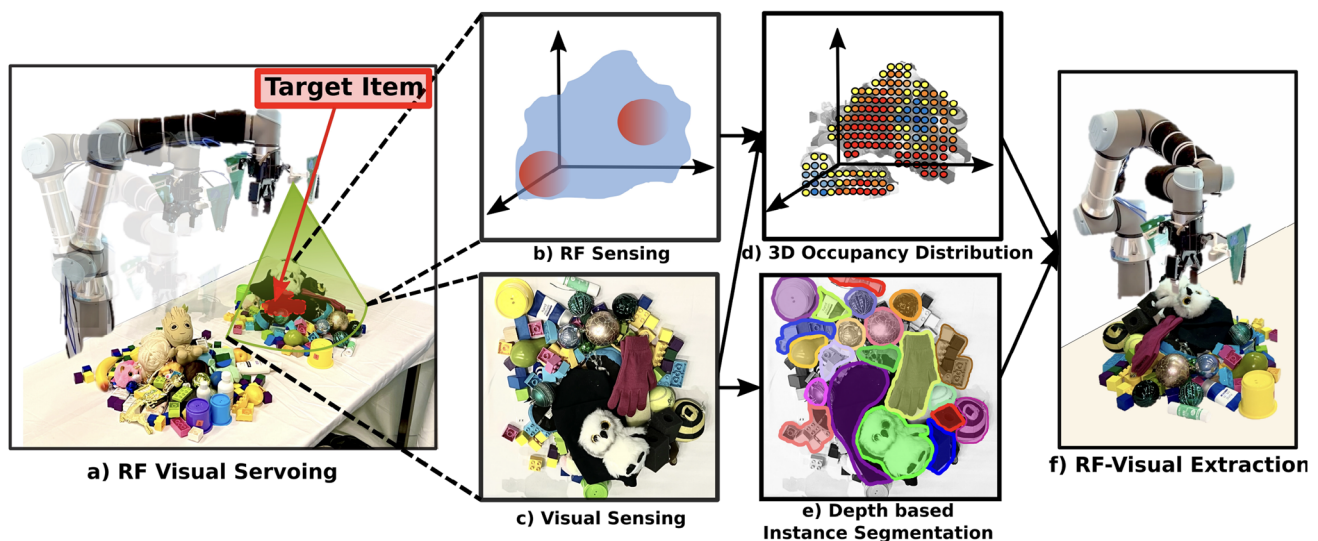 Target Item
a) RF Visual Servoing
b) RF Sensing
c) Visual Sensing
d) 3D Occupancy Distribution
e) Depth based
Instance Segmentation
f) RF-Visual Extraction